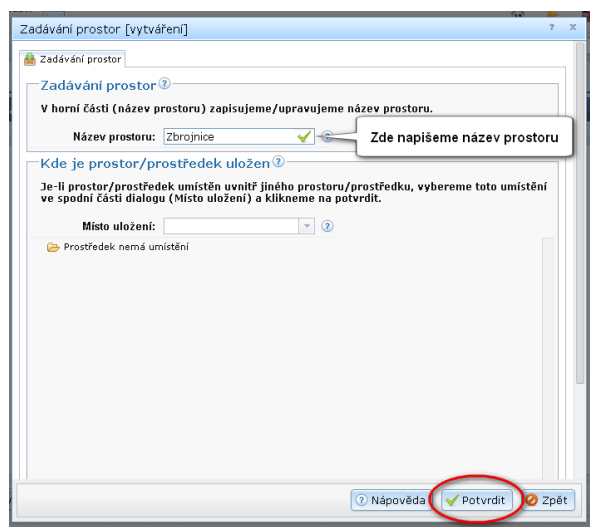 Zadávání prostor [vytváření]
Zadávání prostor
Zadávání prostor
V horní části (název prostoru) zapisujeme/upravujeme název prostoru.
Název prostoru: Zbrojnice
Zde napišeme název prostoru
Kde je prostor/prostředek uložen
Je-li prostor/prostředek umístěn uvnitř jiného prostoru/prostředku, vybereme toto umístění
ve spodní části dialogu (Místo uložení) a klikneme na potvrdit.
Místo uložení:
Prostředek nemá umístění
Nápověda Potvrdit Zpět